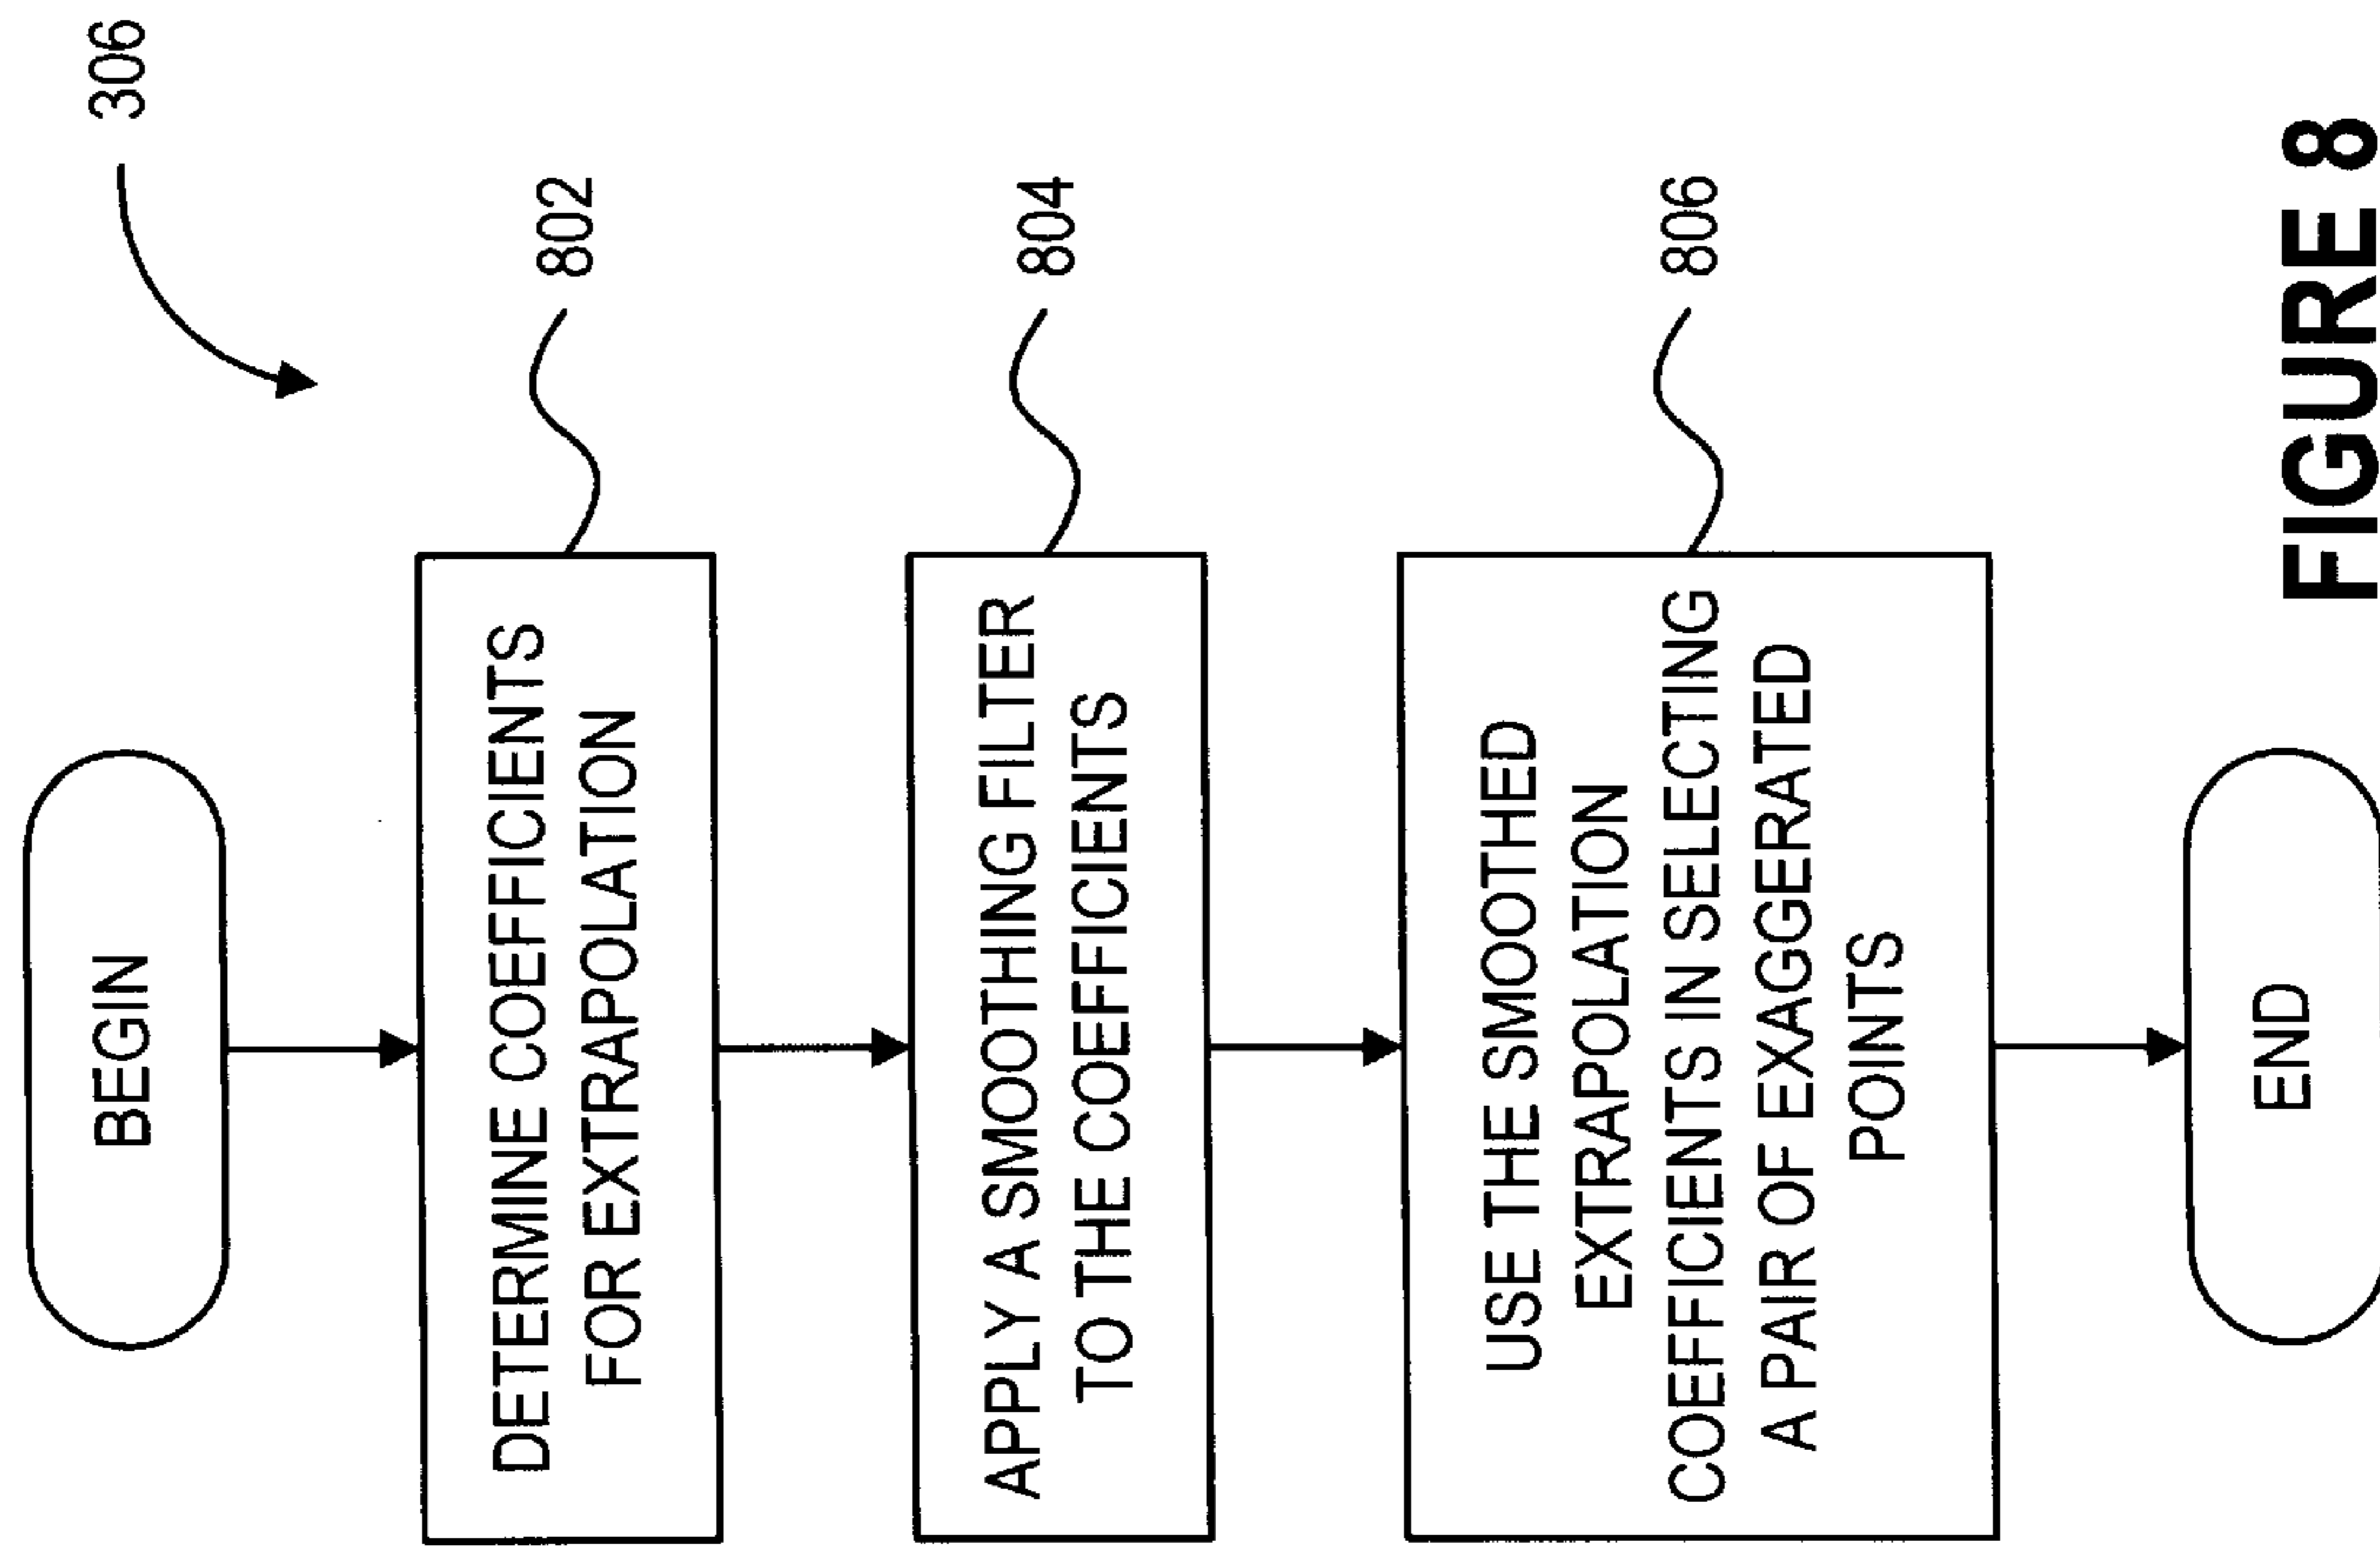 306
BEGIN
DETERMINE COEFFICIENTS
FOR EXTRAPOLATION
802
APPLY A SMOOTHING FILTER
TO THE COEFFICIENTS
804
USE THE SMOOTHED
EXTRAPOLATION
COEFFICIENTS IN SELECTING
A PAIR OF EXAGGERATED
POINTS
806
END
FIGURE 8